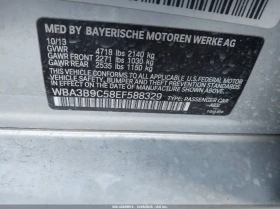 MFD BY BAYERISCHE MOTOREN WERKE AG
10/13
GVWR 4718 lbs 2140 kg
GAWR FRONT 2271 lbs 1030 kg
GAWR REAR 2535 lbs 1150 kg
THIS VEHICLE CONFORMS TO ALL APPLICABLE U.S. FEDERAL MOTOR VEHICLE SAFETY, BUMPER AND THEFT PREVENTION STANDARDS IN EFFECT ON THE DATE OF MANUFACTURE SHOWN ABOVE.
WBA3B9C58EF588329
PASSENGER CAR